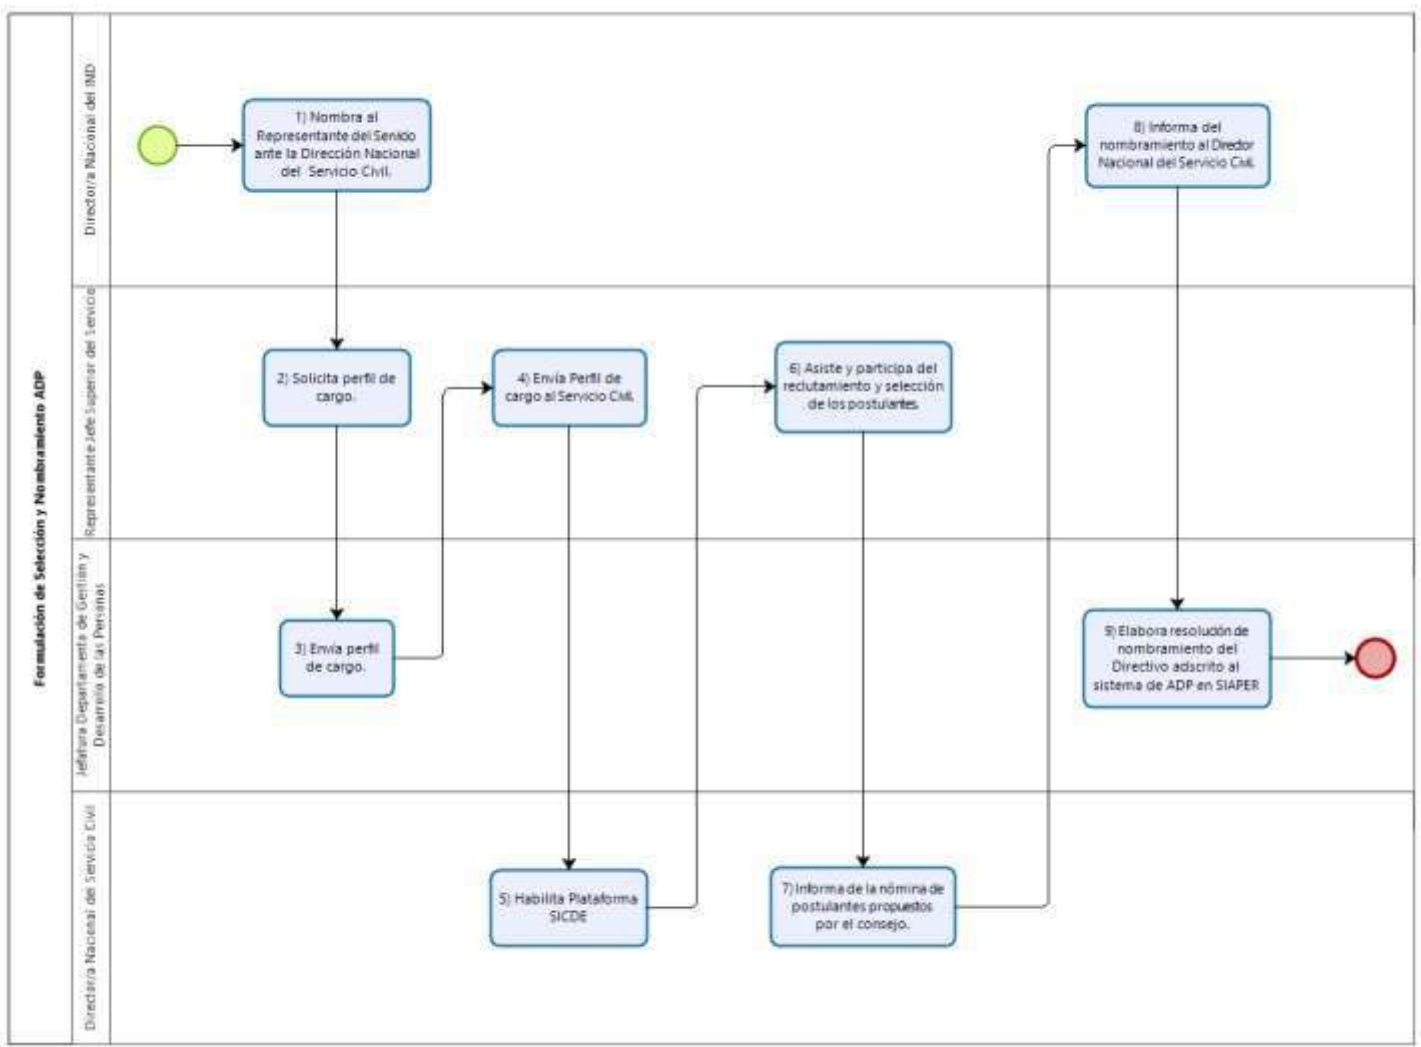 Formulación de Selección y Nombramiento ADP
Director/a Nacional del IND
1) Nombra al
Representante del Servicio
ante la Dirección Nacional
del Servicio Civil.
8) Informa del
nombramiento al Director
Nacional del Servicio Civil.
Representante Jefe Superior del Servicio
2) Solicita perfil de
cargo.
4) Envía Perfil de
cargo al Servicio Civil.
6) Asiste y participa del
reclutamiento y selección
de los postulantes.
Jefatura Departamento de Gestión y
Desarrollo de las Personas
3) Envía perfil
de cargo.
9) Elabora resolución de
nombramiento del
Directivo adscrito al
sistema de ADP en SIAPER
Director/a Nacional del Servicio Civil
5) Habilita Plataforma
SICDE
7) Informa de la nómina de
postulantes propuestos
por el consejo.